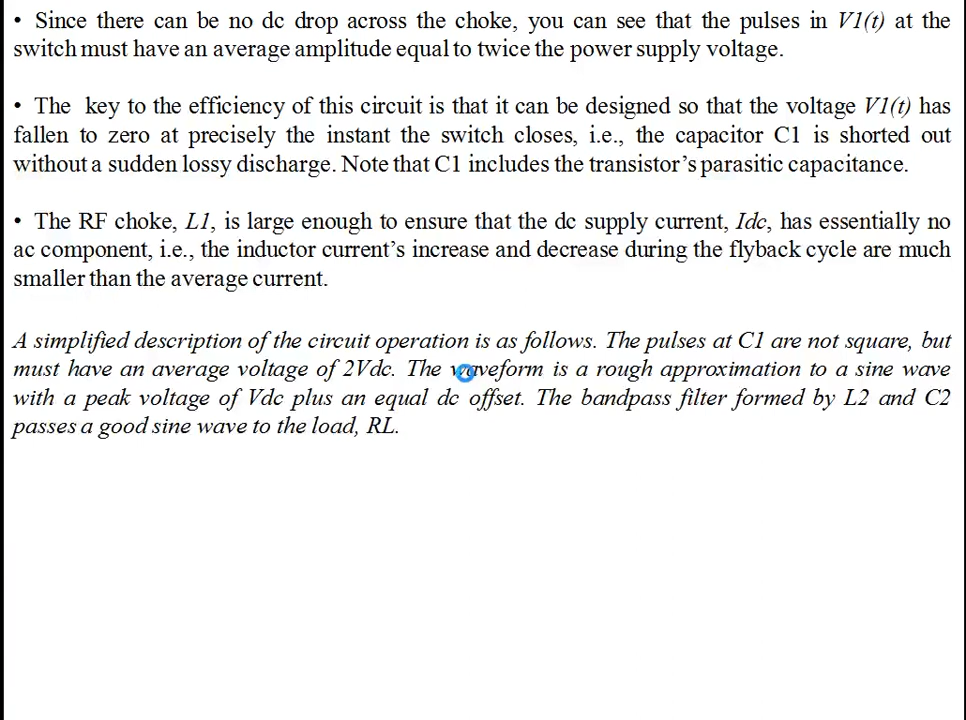 • Since there can be no dc drop across the choke, you can see that the pulses in V1(t) at the
switch must have an average amplitude equal to twice the power supply voltage.
• The key to the efficiency of this circuit is that it can be designed so that the voltage V1(t) has
fallen to zero at precisely the instant the switch closes, i.e., the capacitor C1 is shorted out
without a sudden lossy discharge. Note that C1 includes the transistor's parasitic capacitance.
• The RF choke, L1, is large enough to ensure that the dc supply current, Idc, has essentially no
ac component, i.e., the inductor current's increase and decrease during the flyback cycle are much
smaller than the average current.
A simplified description of the circuit operation is as follows. The pulses at C1 are not square, but
must have an average voltage of 2Vdc. The waveform is a rough approximation to a sine wave
with a peak voltage of Vdc plus an equal dc offset. The bandpass filter formed by L2 and C2
passes a good sine wave to the load, RL.